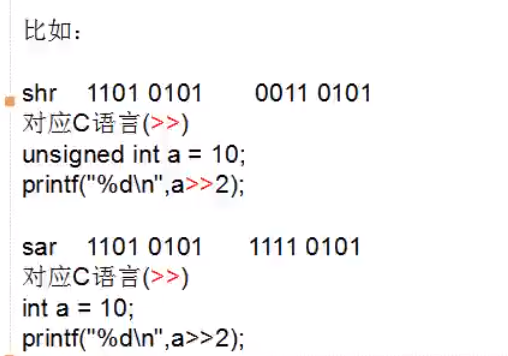 比如：
shr 1101 0101 0011 0101
对应C语言(>>)
unsigned int a = 10;
printf("%d\n",a>>2);
sar 1101 0101 1111 0101
对应C语言(>>)
int a = 10;
printf("%d\n",a>>2);